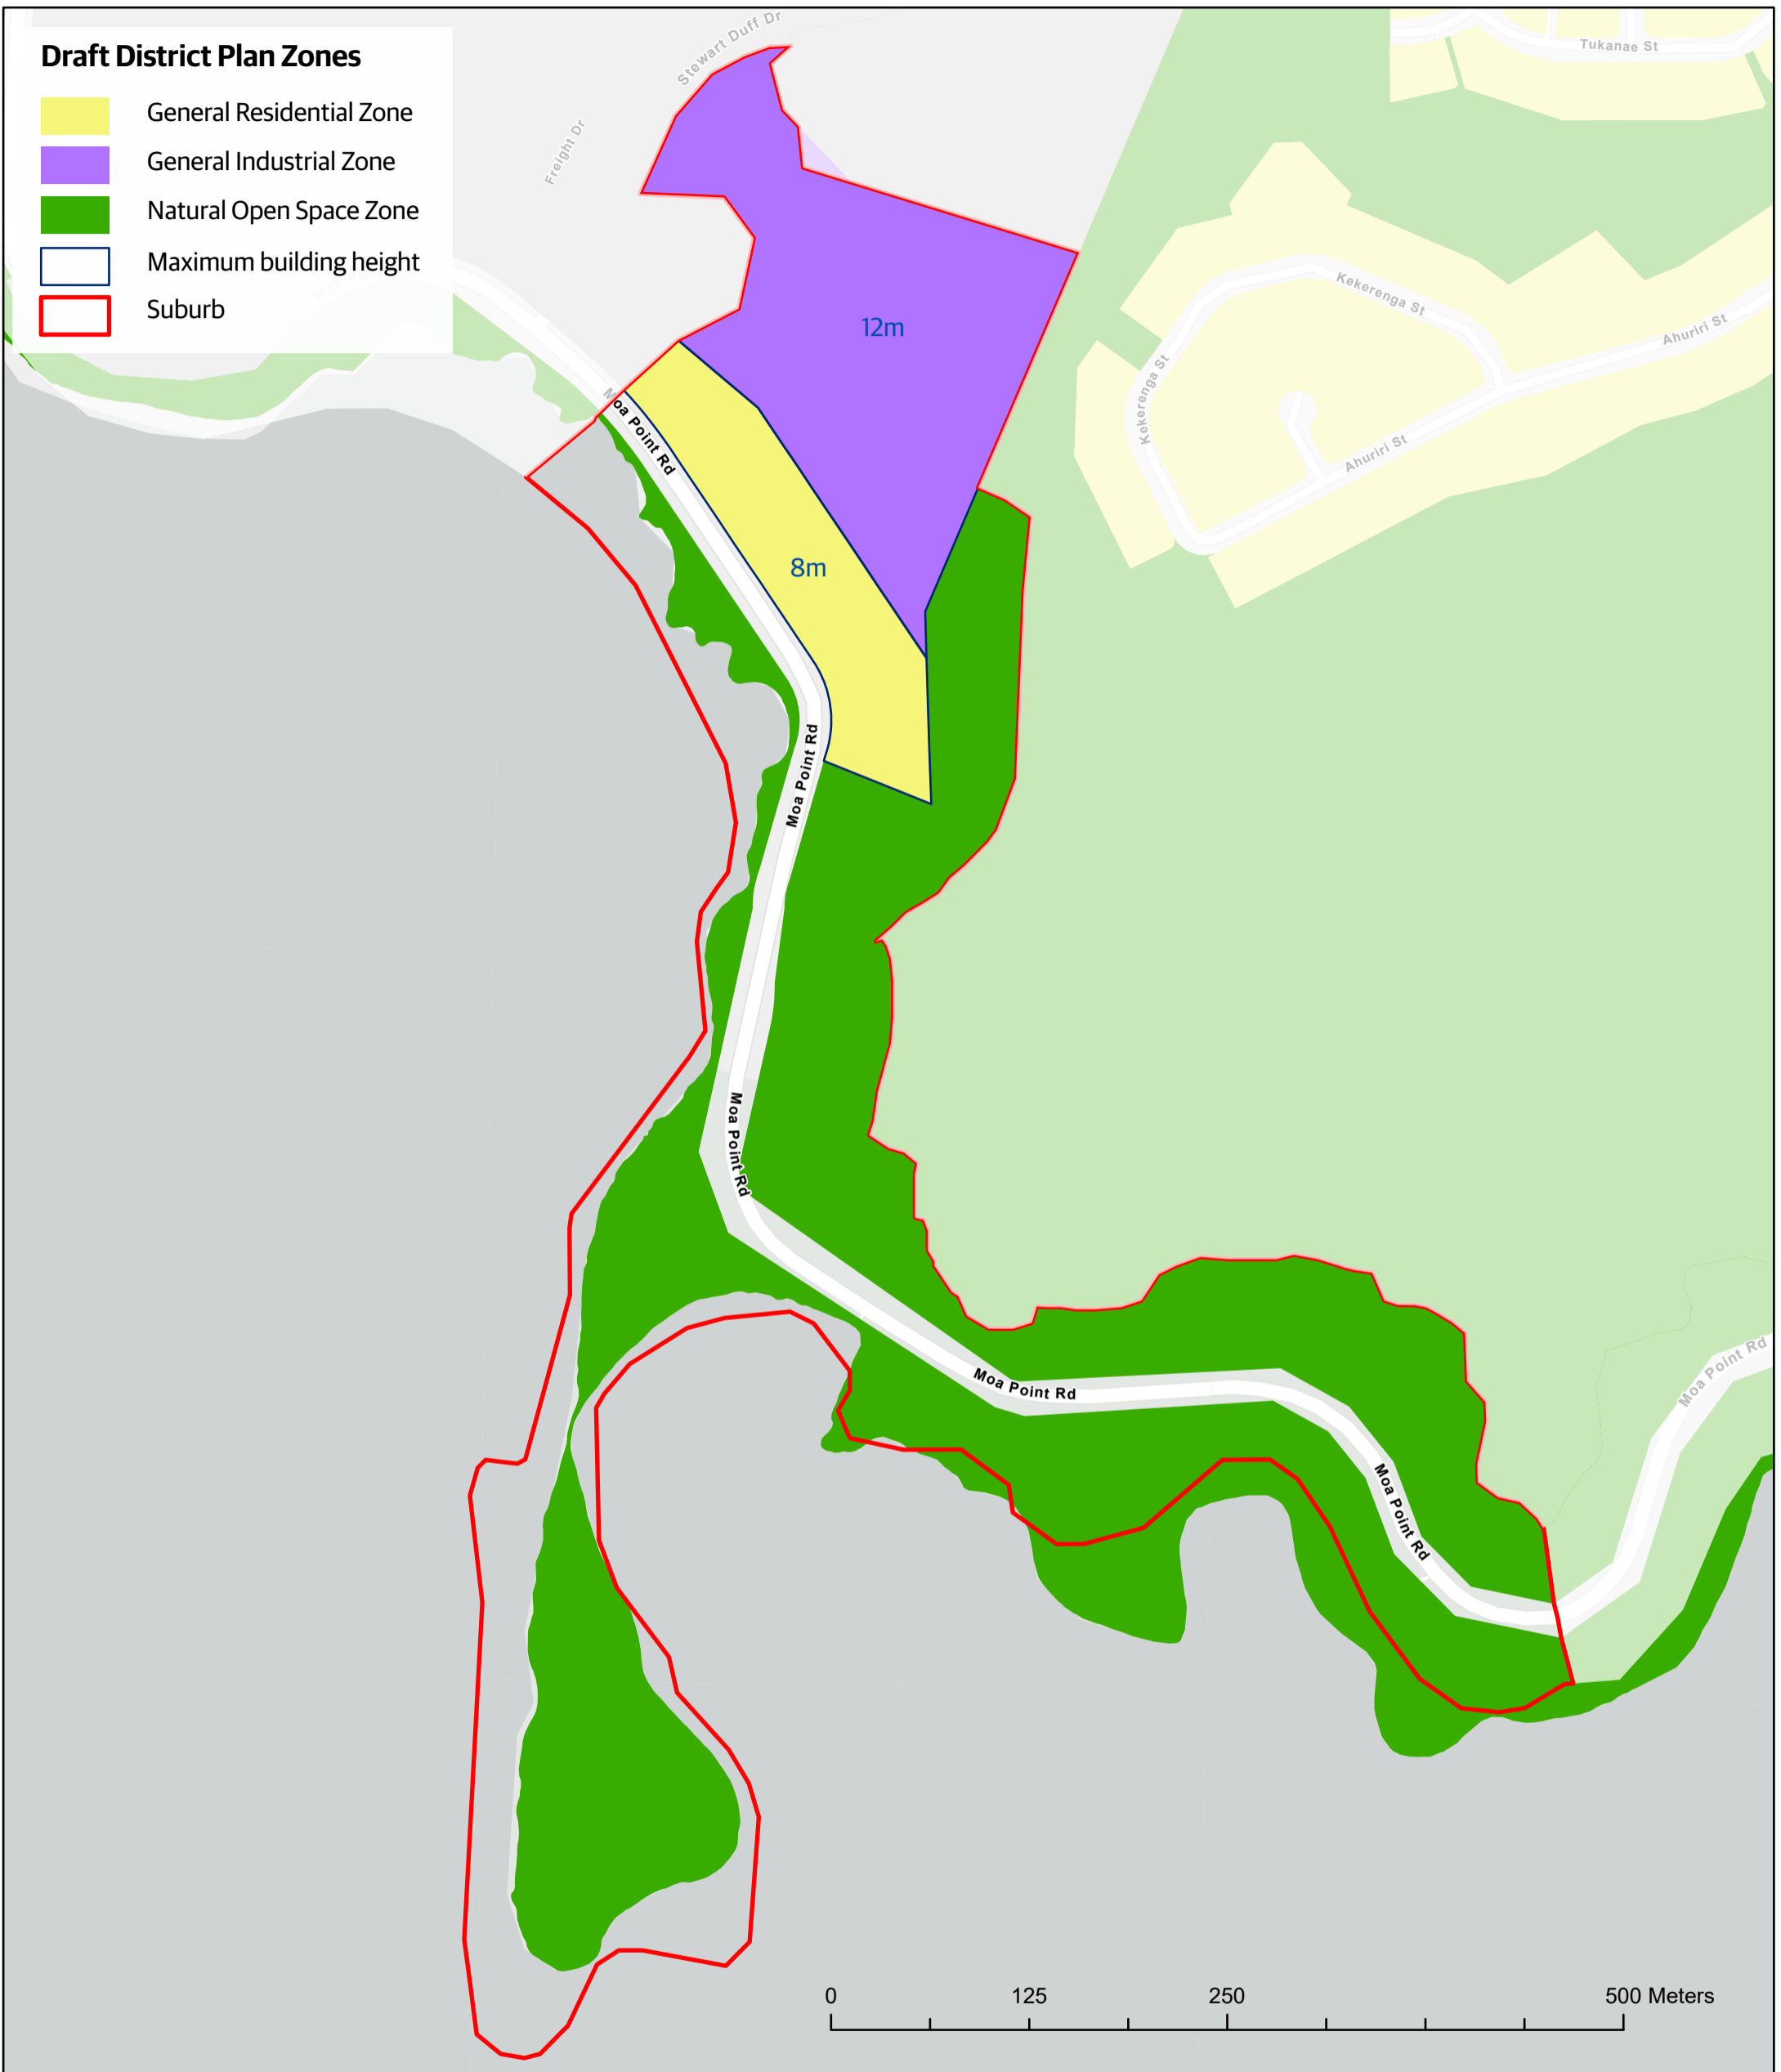 Stewart Duff Dr
Tukanae St
Draft District Plan Zones
General Residential Zone
General Industrial Zone
Natural Open Space Zone
Maximum building height
Suburb
Freight Dr
Kekerenga St
Ahuriri St
12m
Kekerenga St
Moa Point Rd
Ahuriri St
8m
Moa Point Rd
Moa Point Rd
Moa Point Rd
Moa Point Rd
Moa Point Rd
0 125 250 500 Meters